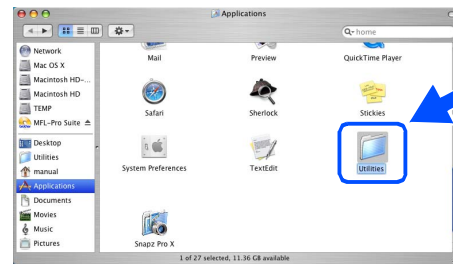 Applications
home
Network
Mac OS X
Macintosh HD-...
Macintosh HD
TEMP
MFL-Pro Suite
Desktop
Utilities
manual
Applications
Documents
Movies
Music
Pictures
Mail
Preview
QuickTime Player
Safari
Sherlock
Stickies
System Preferences
TextEdit
Utilities
Snapz Pro X
1 of 27 selected, 11.36 GB available